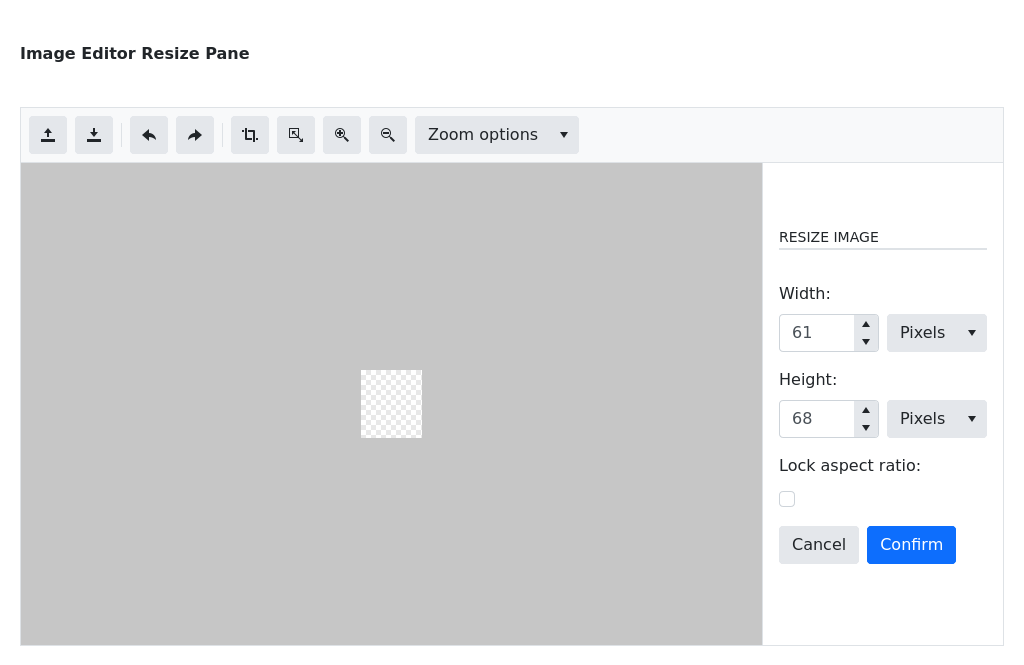 Image Editor Resize Pane
Zoom options
RESIZE IMAGE
Width:
61 Pixels
Height:
68 Pixels
Lock aspect ratio:
Cancel Confirm